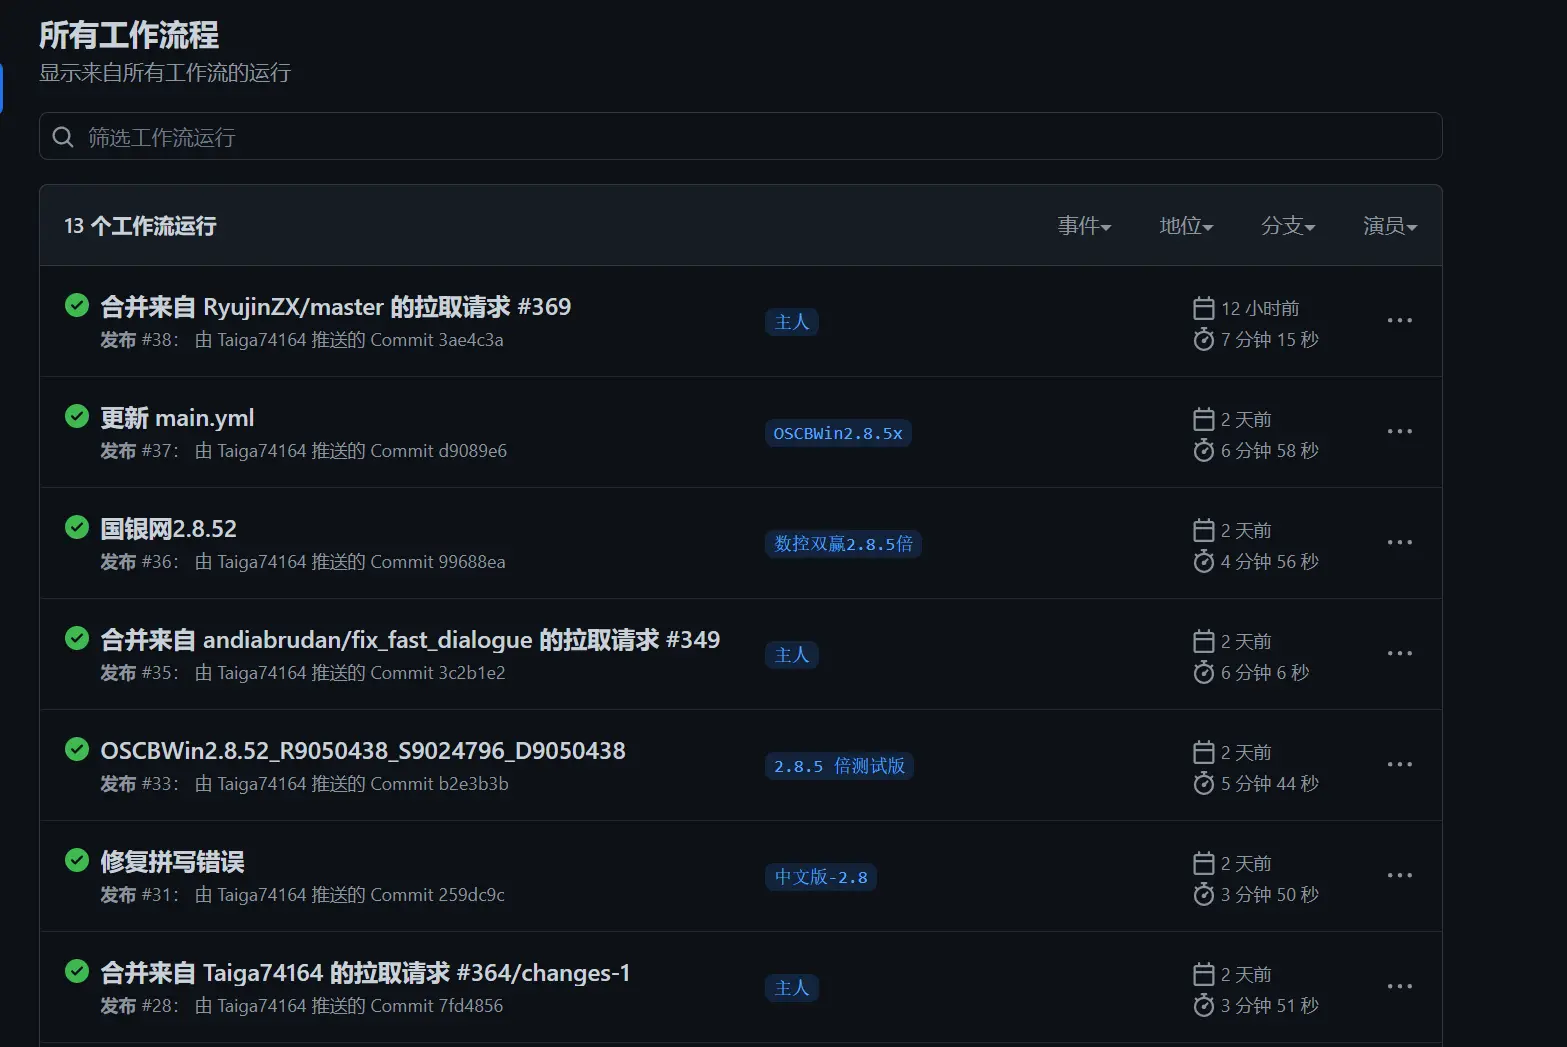 所有工作流程
显示来自所有工作流的运行
筛选工作流运行
13 个工作流运行
事件 地位 分支 演员
合并来自 RyujinZX/master 的拉取请求 #369
发布 #38： 由 Taiga74164 推送的 Commit 3ae4c3a
主人
12 小时前
7 分钟 15 秒
更新 main.yml
发布 #37： 由 Taiga74164 推送的 Commit d9089e6
OSCBWin2.8.5x
2 天前
6 分钟 58 秒
国银网2.8.52
发布 #36： 由 Taiga74164 推送的 Commit 99688ea
数控双赢2.8.5倍
2 天前
4 分钟 56 秒
合并来自 andiabrudan/fix_fast_dialogue 的拉取请求 #349
发布 #35： 由 Taiga74164 推送的 Commit 3c2b1e2
主人
2 天前
6 分钟 6 秒
OSCBWin2.8.52_R9050438_S9024796_D9050438
发布 #33： 由 Taiga74164 推送的 Commit b2e3b3b
2.8.5 倍测试版
2 天前
5 分钟 44 秒
修复拼写错误
发布 #31： 由 Taiga74164 推送的 Commit 259dc9c
中文版-2.8
2 天前
3 分钟 50 秒
合并来自 Taiga74164 的拉取请求 #364/changes-1
发布 #28： 由 Taiga74164 推送的 Commit 7fd4856
主人
2 天前
3 分钟 51 秒